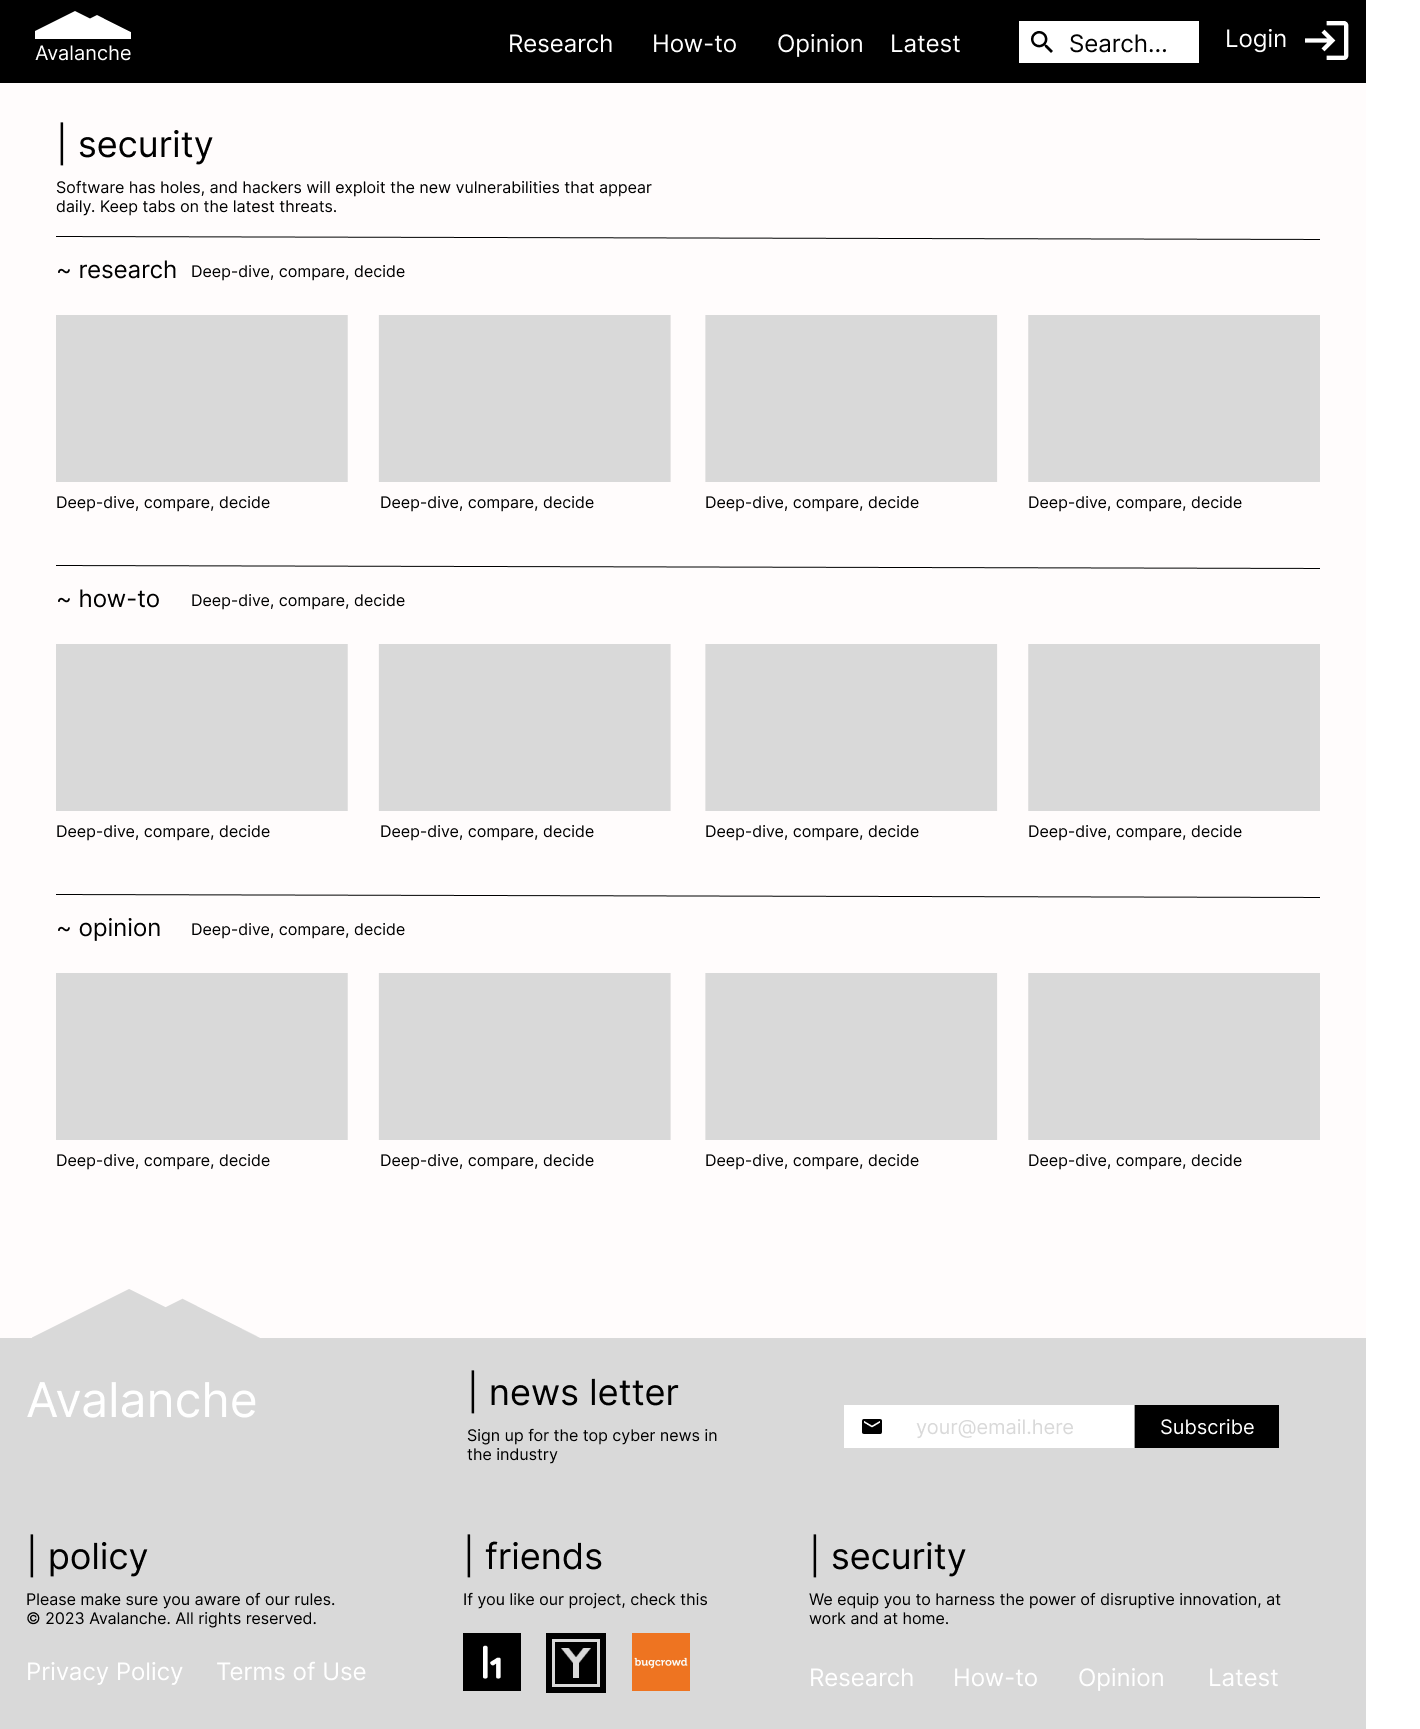 Avalanche
Research How-to Opinion Latest Search... Login
| security
Software has holes, and hackers will exploit the new vulnerabilities that appear
daily. Keep tabs on the latest threats.
~ research Deep-dive, compare, decide
Deep-dive, compare, decide Deep-dive, compare, decide Deep-dive, compare, decide Deep-dive, compare, decide
~ how-to Deep-dive, compare, decide
Deep-dive, compare, decide Deep-dive, compare, decide Deep-dive, compare, decide Deep-dive, compare, decide
~ opinion Deep-dive, compare, decide
Deep-dive, compare, decide Deep-dive, compare, decide Deep-dive, compare, decide Deep-dive, compare, decide
Avalanche
| news letter
Sign up for the top cyber news in
the industry
your@email.here Subscribe
| policy
Please make sure you aware of our rules.
© 2023 Avalanche. All rights reserved.
Privacy Policy Terms of Use
| friends
If you like our project, check this
h1 Y bugcrowd
| security
We equip you to harness the power of disruptive innovation, at
work and at home.
Research How-to Opinion Latest